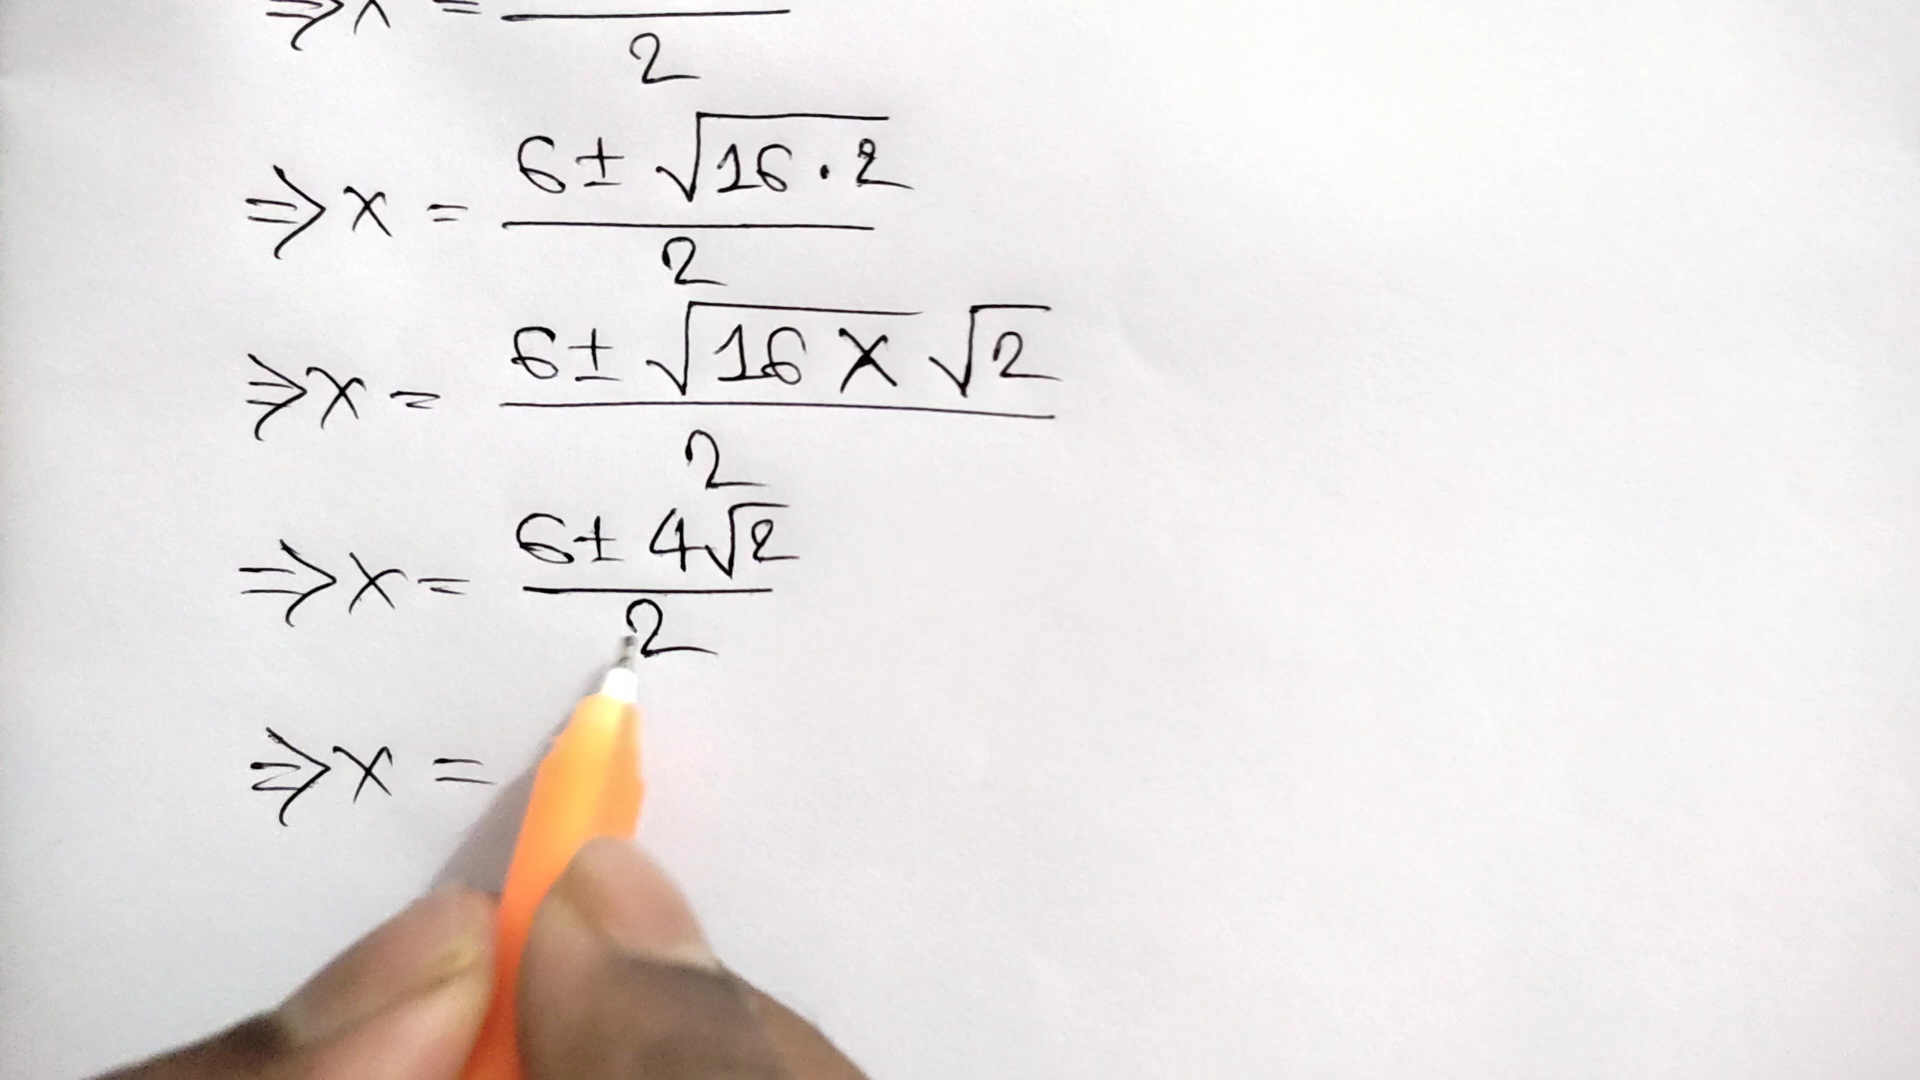 ⇒x =
2
⇒x = 6 ± √16 · 2
2
⇒x = 6 ± √16 x √2
2
⇒x = 6 ± 4√2
2
⇒x =